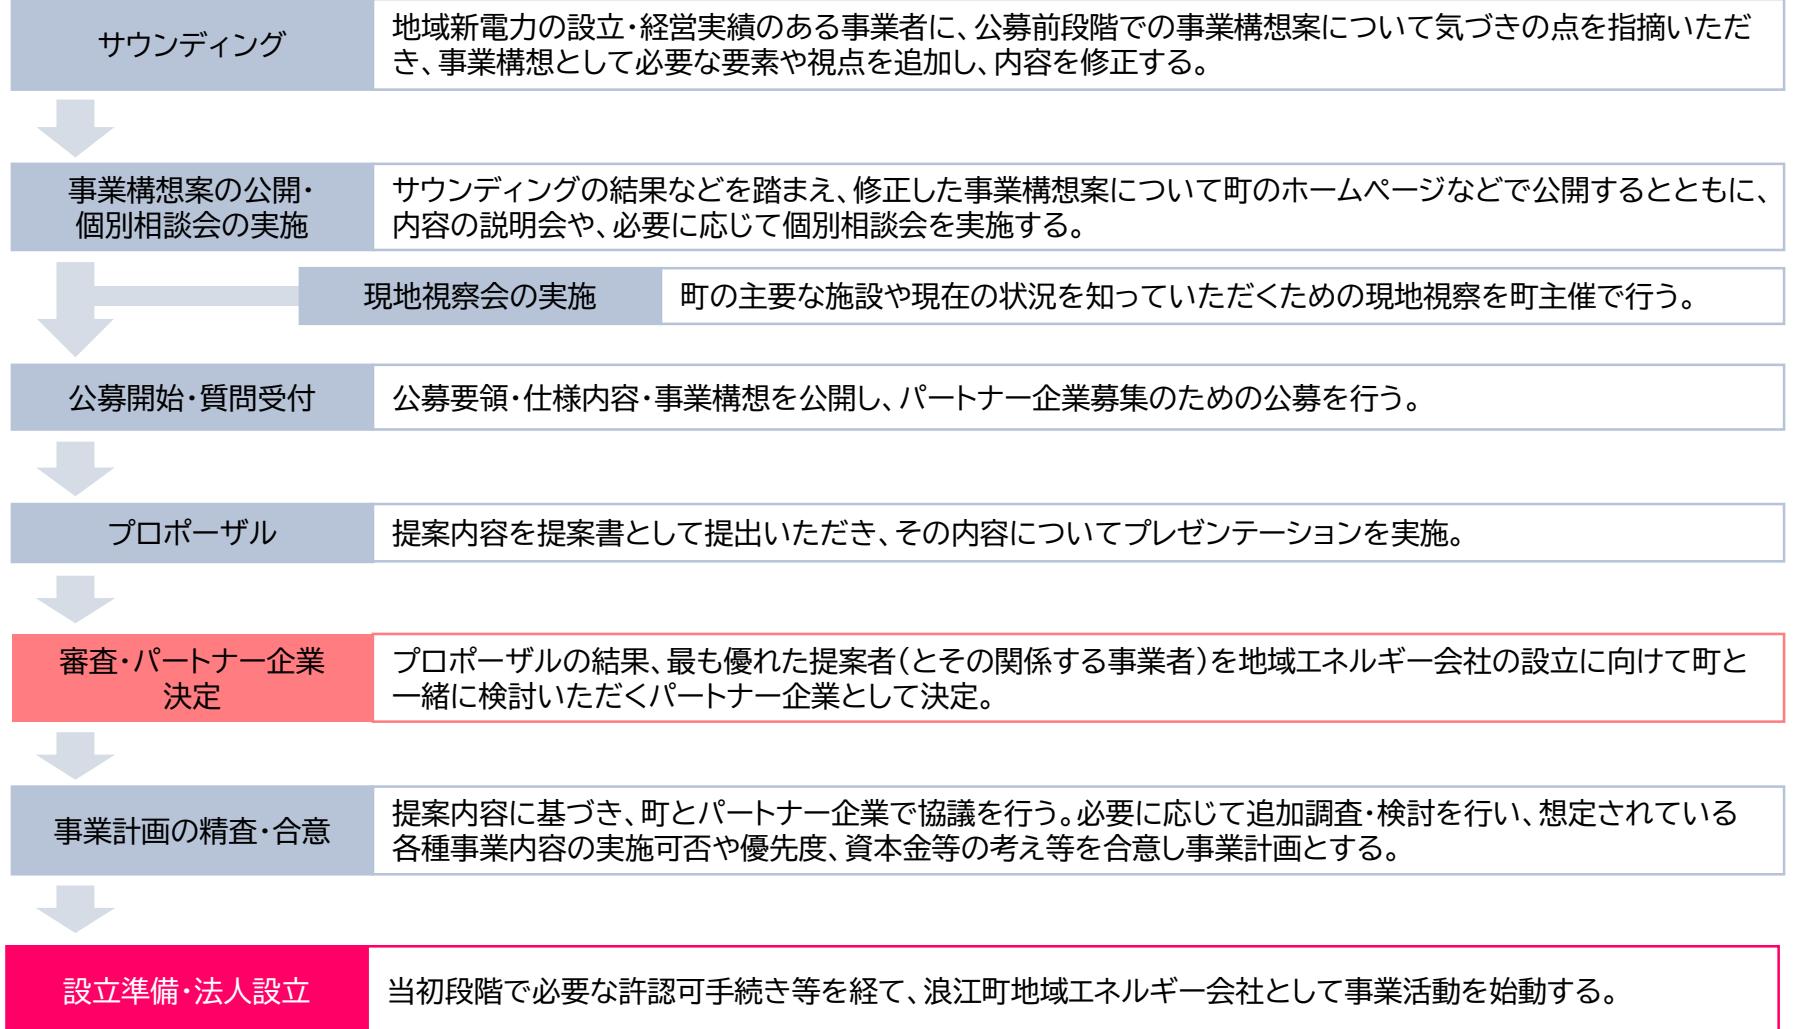 サウンディング
地域新電力の設立・経営実績のある事業者に、公募前段階での事業構想案について気づきの点を指摘いただ
き、事業構想として必要な要素や視点を追加し、内容を修正する。
事業構想案の公開・
個別相談会の実施
サウンディングの結果などを踏まえ、修正した事業構想案について町のホームページなどで公開するとともに、
内容の説明会や、必要に応じて個別相談会を実施する。
現地視察会の実施
町の主要な施設や現在の状況を知っていただくための現地視察を町主催で行う。
公募開始・質問受付
公募要領・仕様内容・事業構想を公開し、パートナー企業募集のための公募を行う。
プロポーザル
提案内容を提案書として提出いただき、その内容についてプレゼンテーションを実施。
審査・パートナー企業
決定
プロポーザルの結果、最も優れた提案者(とその関係する事業者)を地域エネルギー会社の設立に向けて町と
一緒に検討いただくパートナー企業として決定。
事業計画の精査・合意
提案内容に基づき、町とパートナー企業で協議を行う。必要に応じて追加調査・検討を行い、想定されている
各種事業内容の実施可否や優先度、資本金等の考え等を合意し事業計画とする。
設立準備・法人設立
当初段階で必要な許認可手続き等を経て、浪江町地域エネルギー会社として事業活動を始動する。